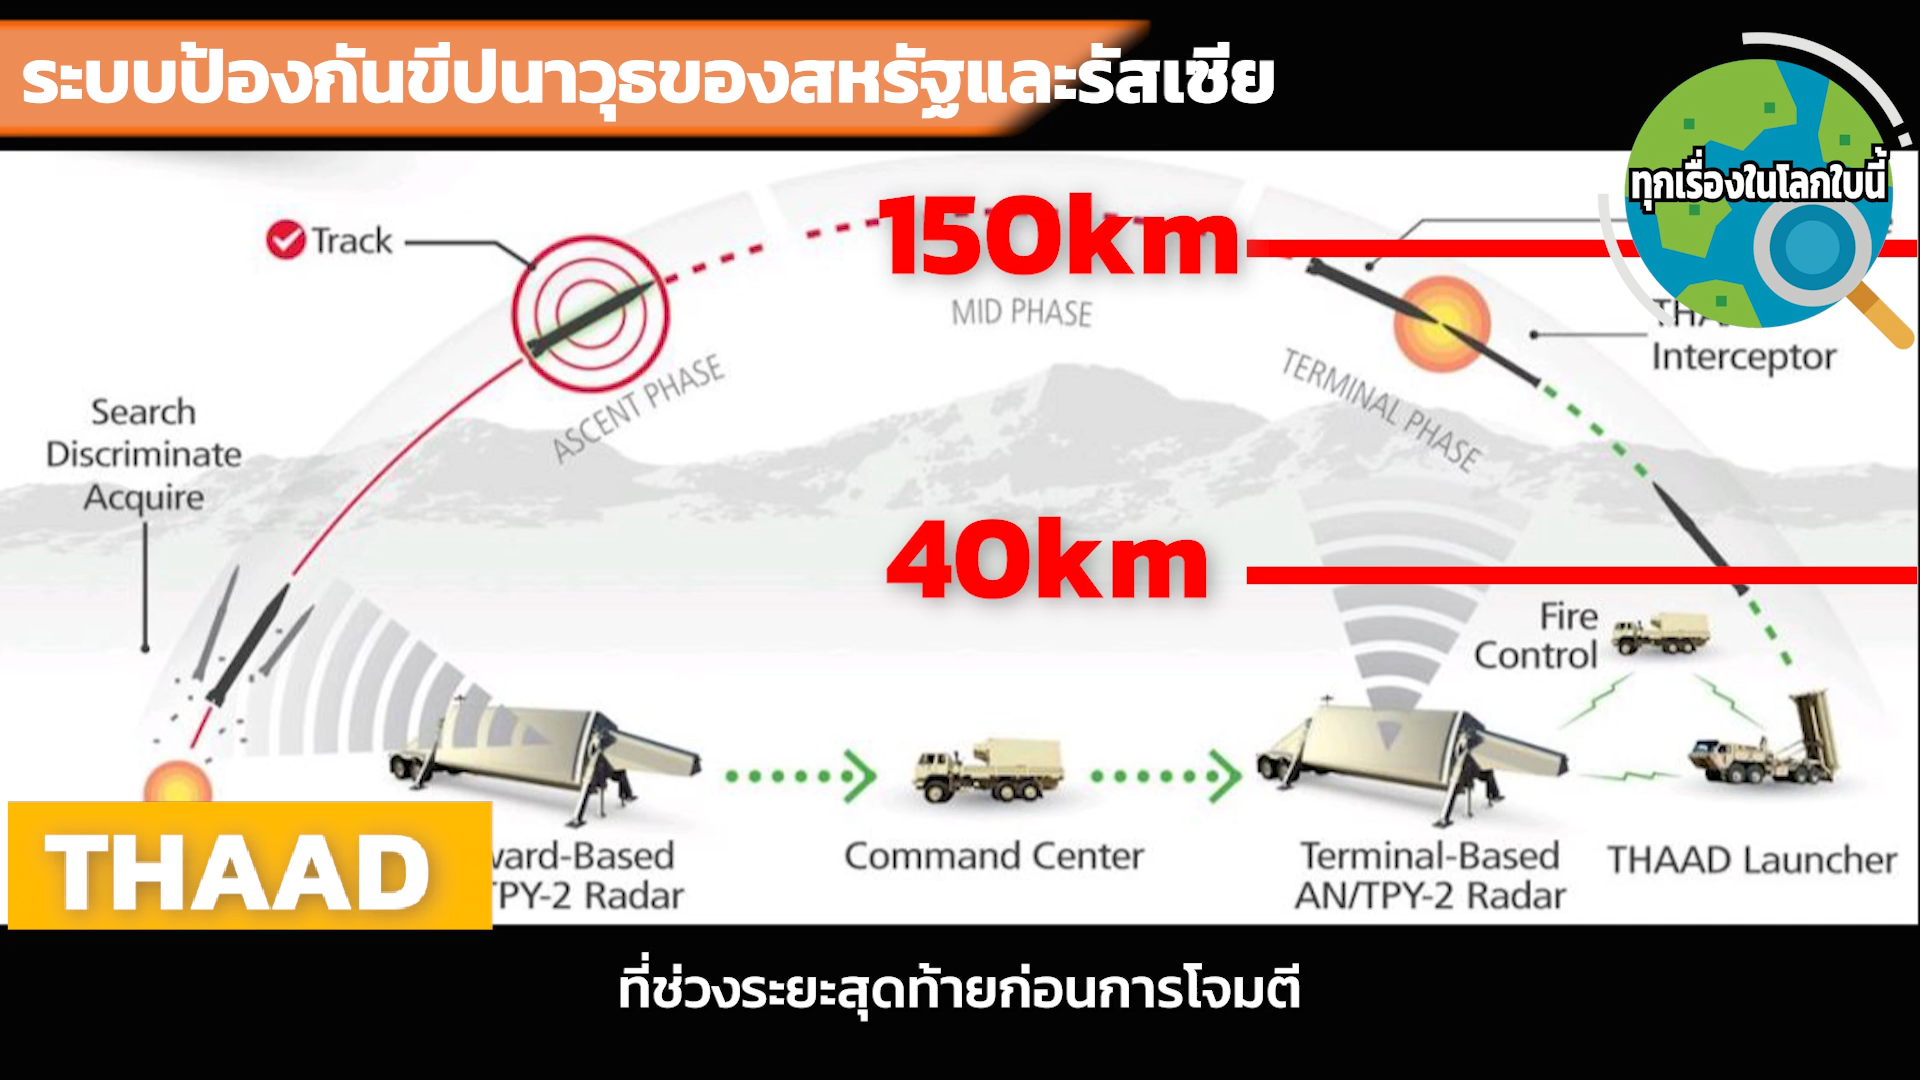 ระบบป้องกันขีปนาวุธของสหรัฐและรัสเซีย
ทุกเรื่องในโลกใบนี้
Track
150km
MID PHASE
ASCENT PHASE
TERMINAL PHASE
Interceptor
Search
Discriminate
Acquire
40km
Fire
Control
THAAD
-Based
TPY-2 Radar
Command Center
Terminal-Based
AN/TPY-2 Radar
THAAD Launcher
ที่ช่วงระยะสุดท้ายก่อนการโจมตี